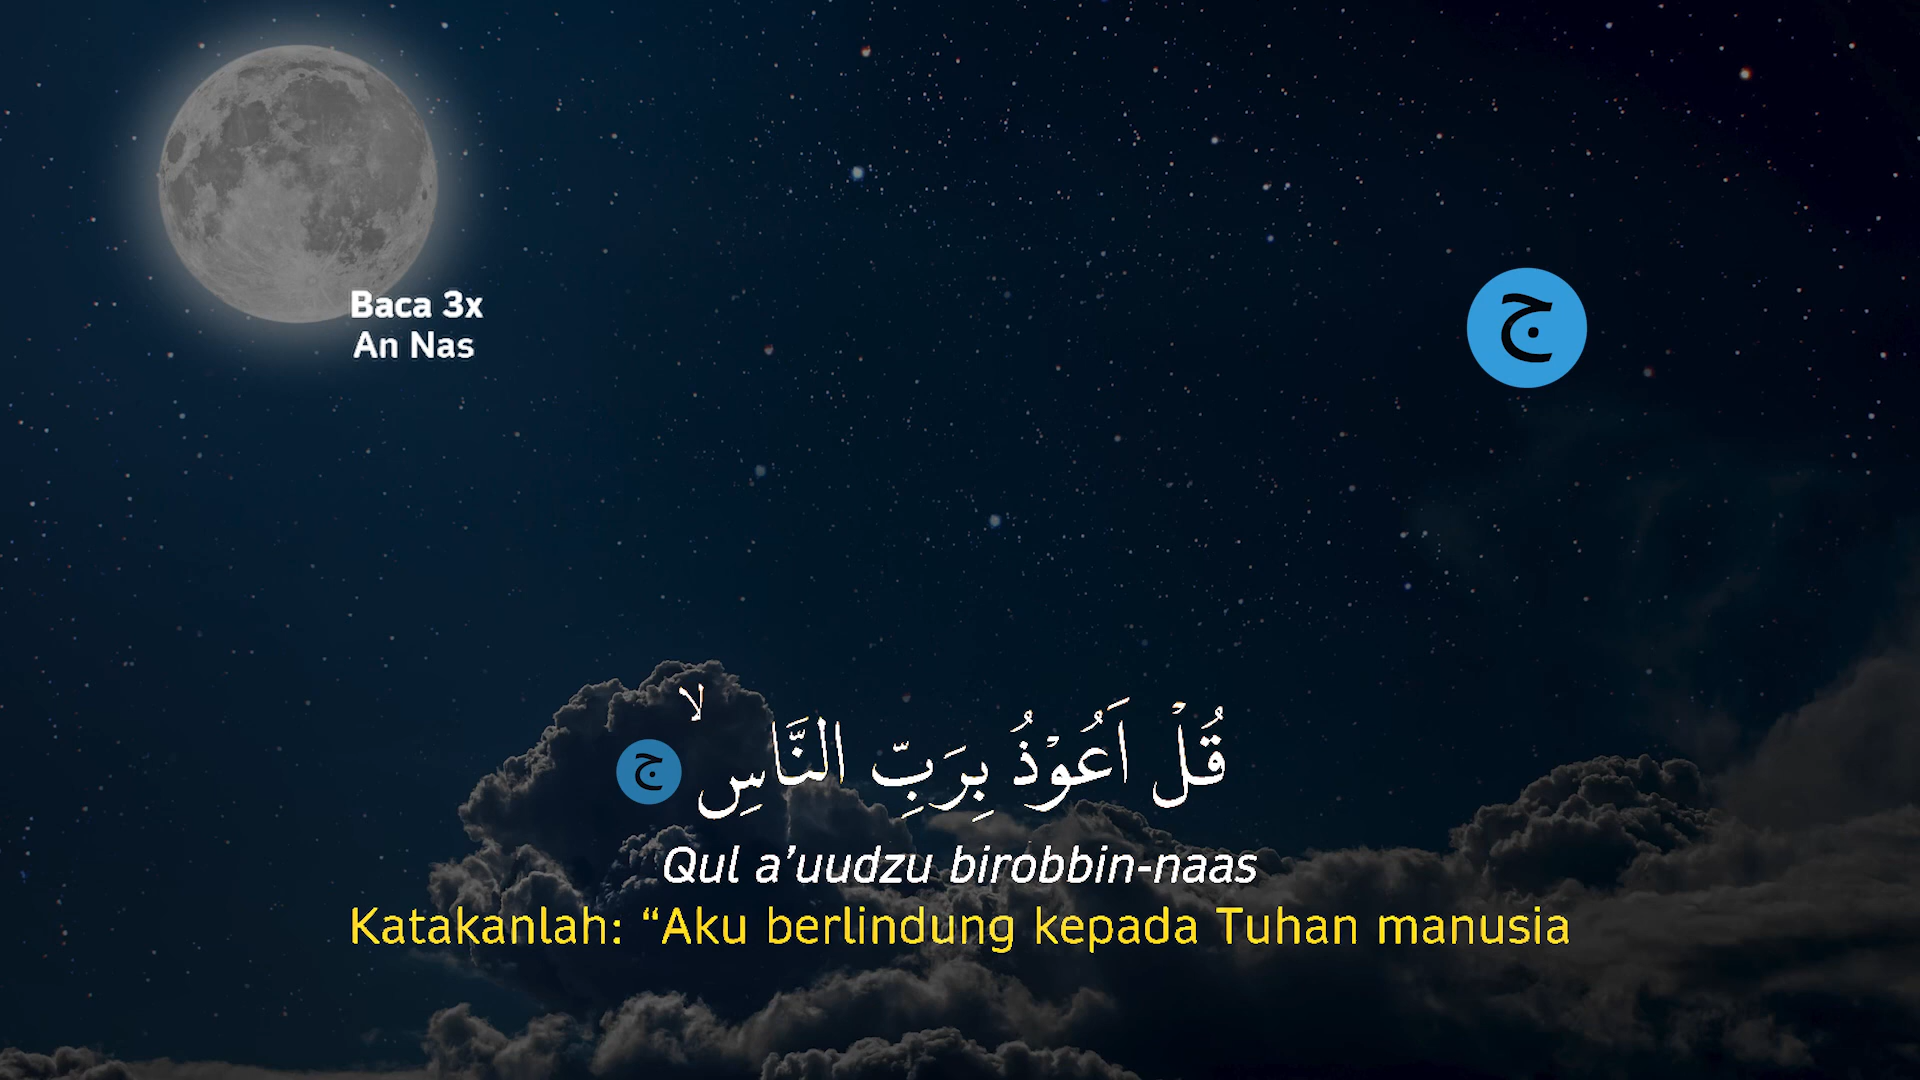 Baca 3x
An Nas
ج
قُلْ اَعُوْذُ بِرَبِّ النَّاسِۙ ج
Qul a’uudzu birobbin-naas
Katakanlah: “Aku berlindung kepada Tuhan manusia